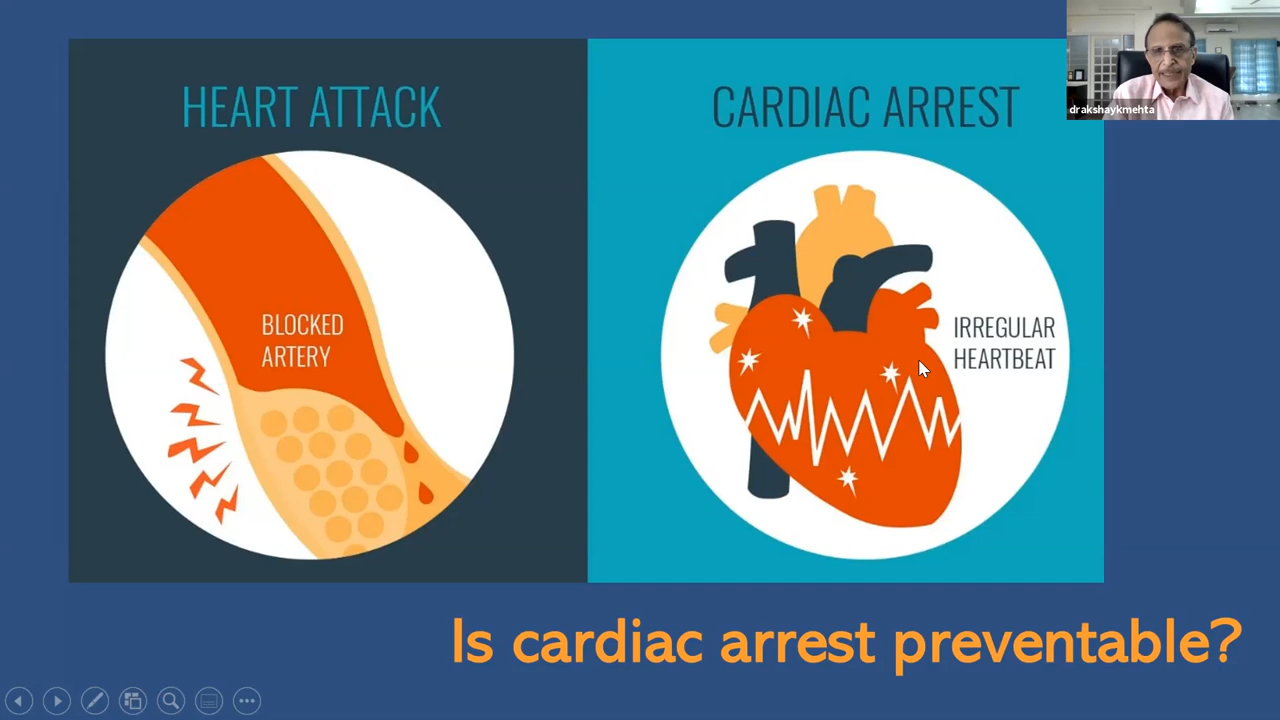 drakshaykmehta
HEART ATTACK
BLOCKED
ARTERY
CARDIAC ARREST
IRREGULAR
HEARTBEAT
Is cardiac arrest preventable?